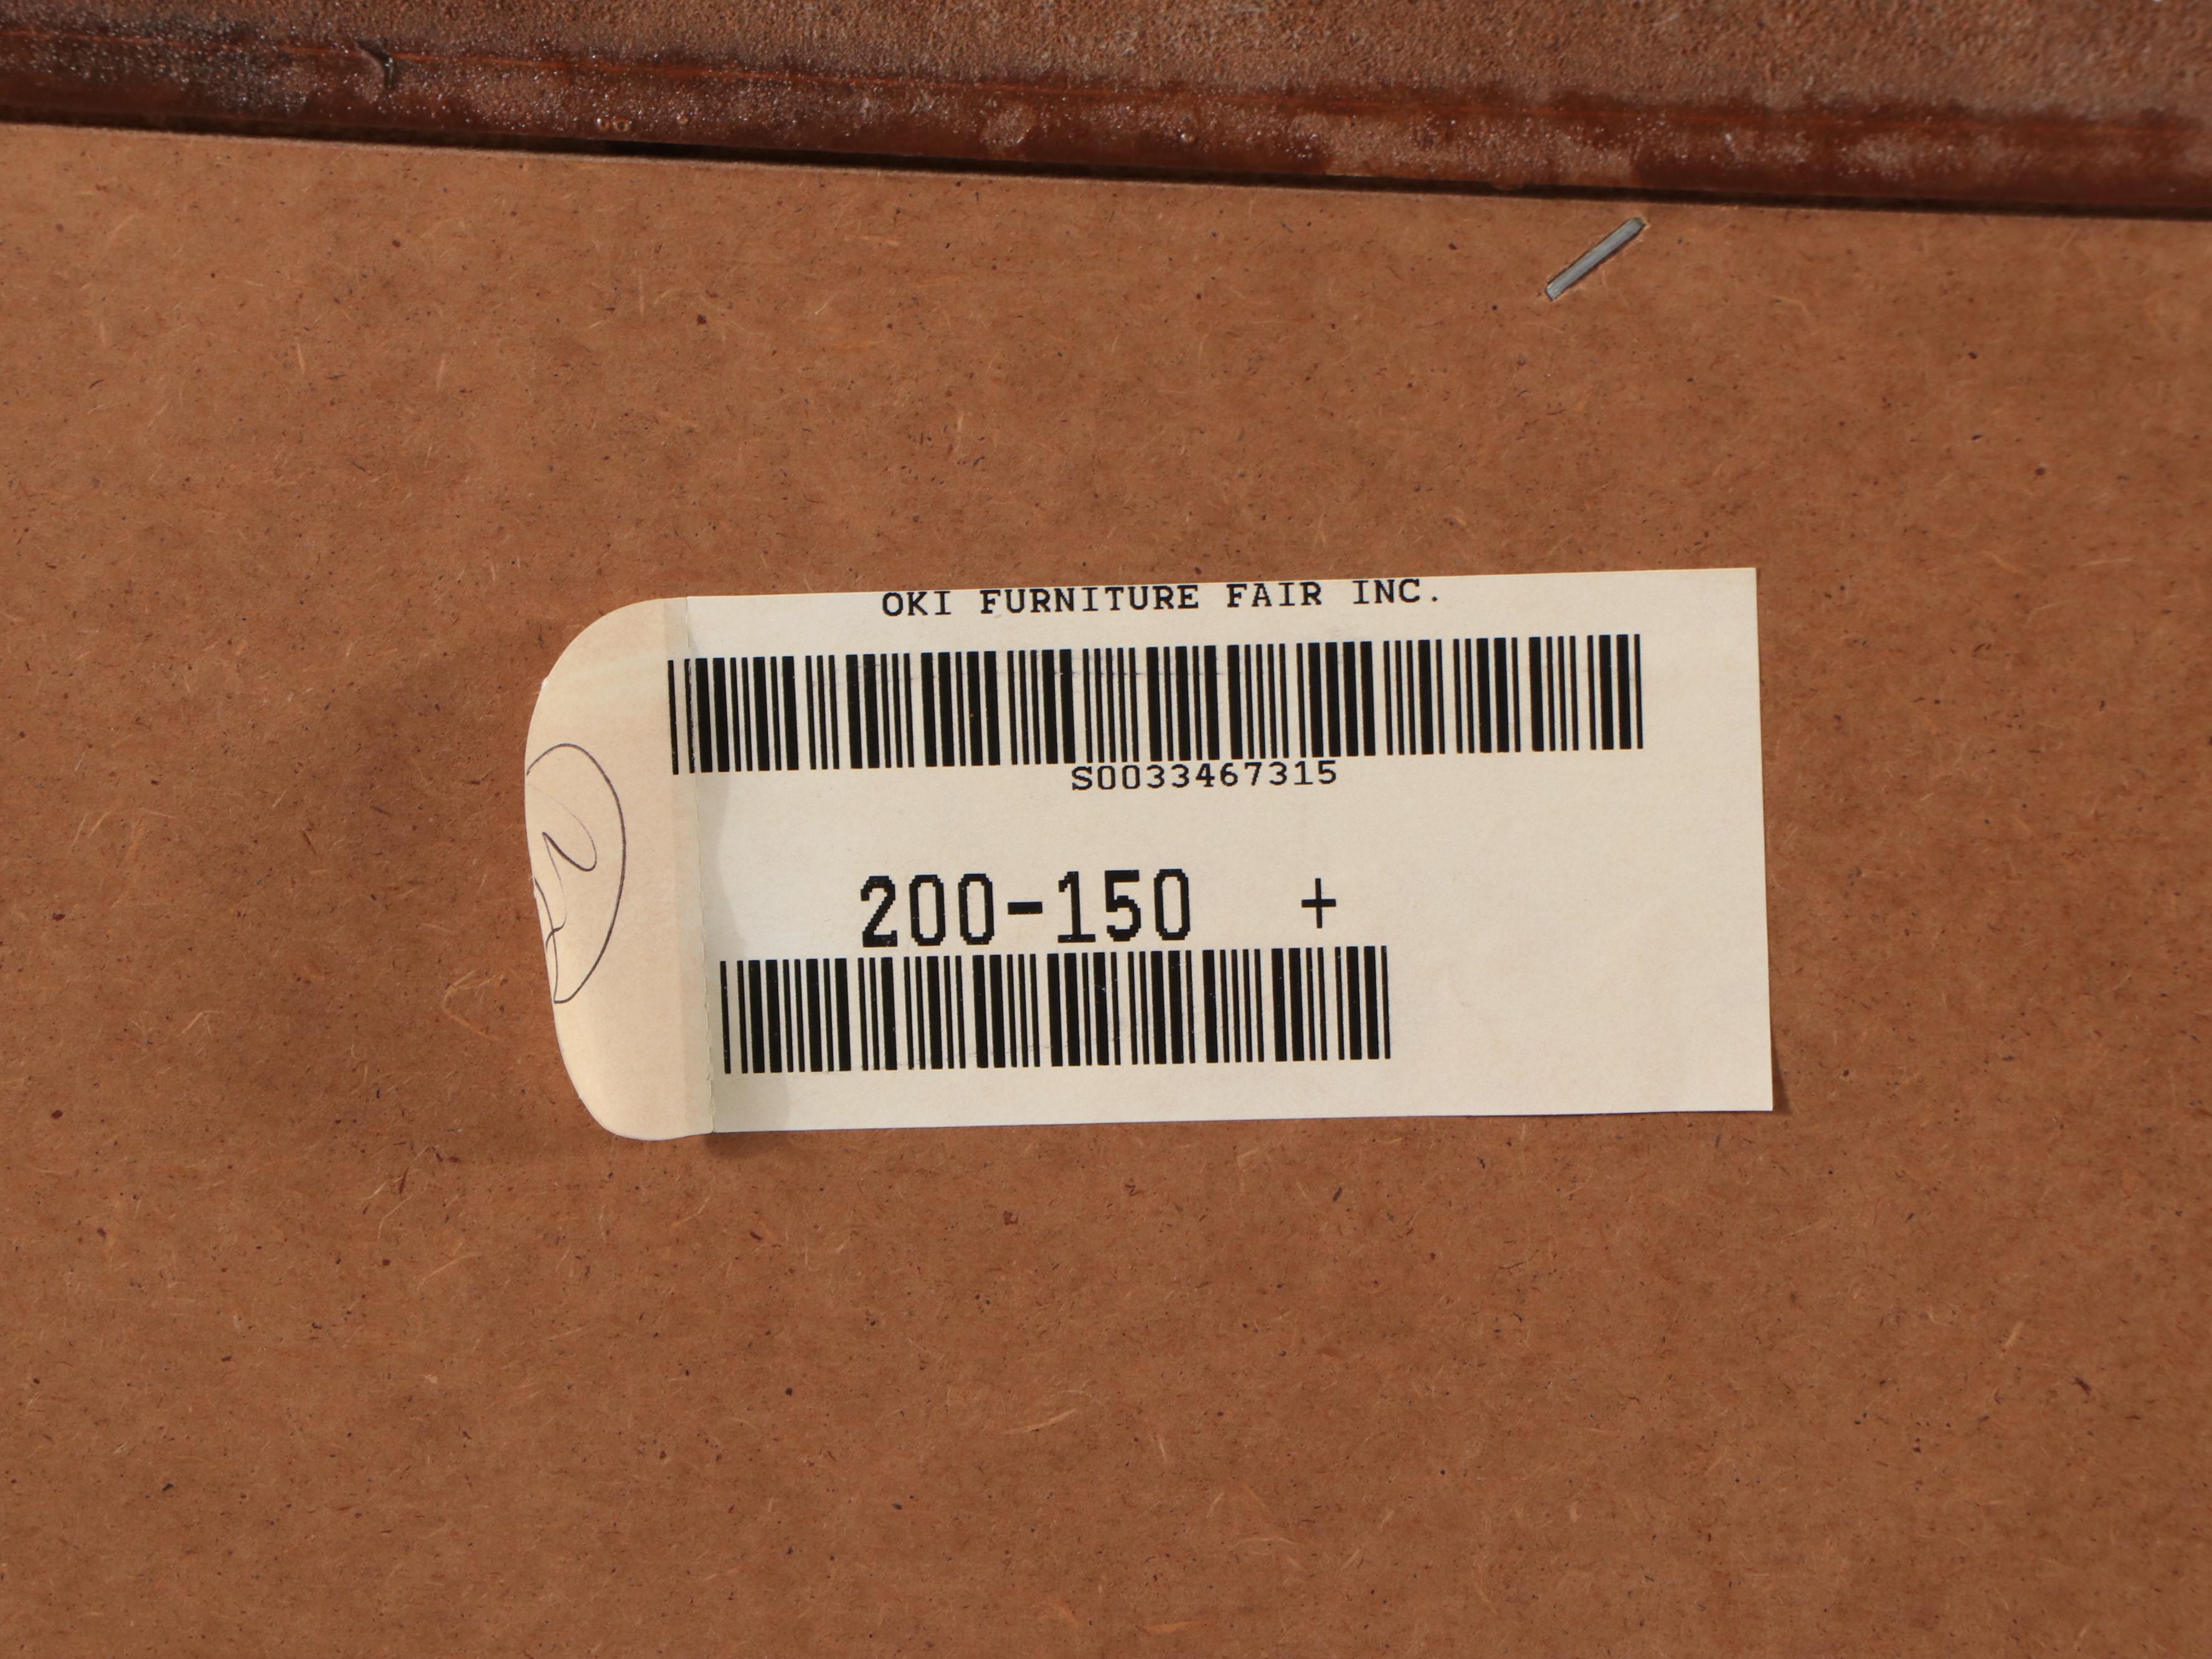 OKI FURNITURE FAIR INC.
S0033467315
200-150 +